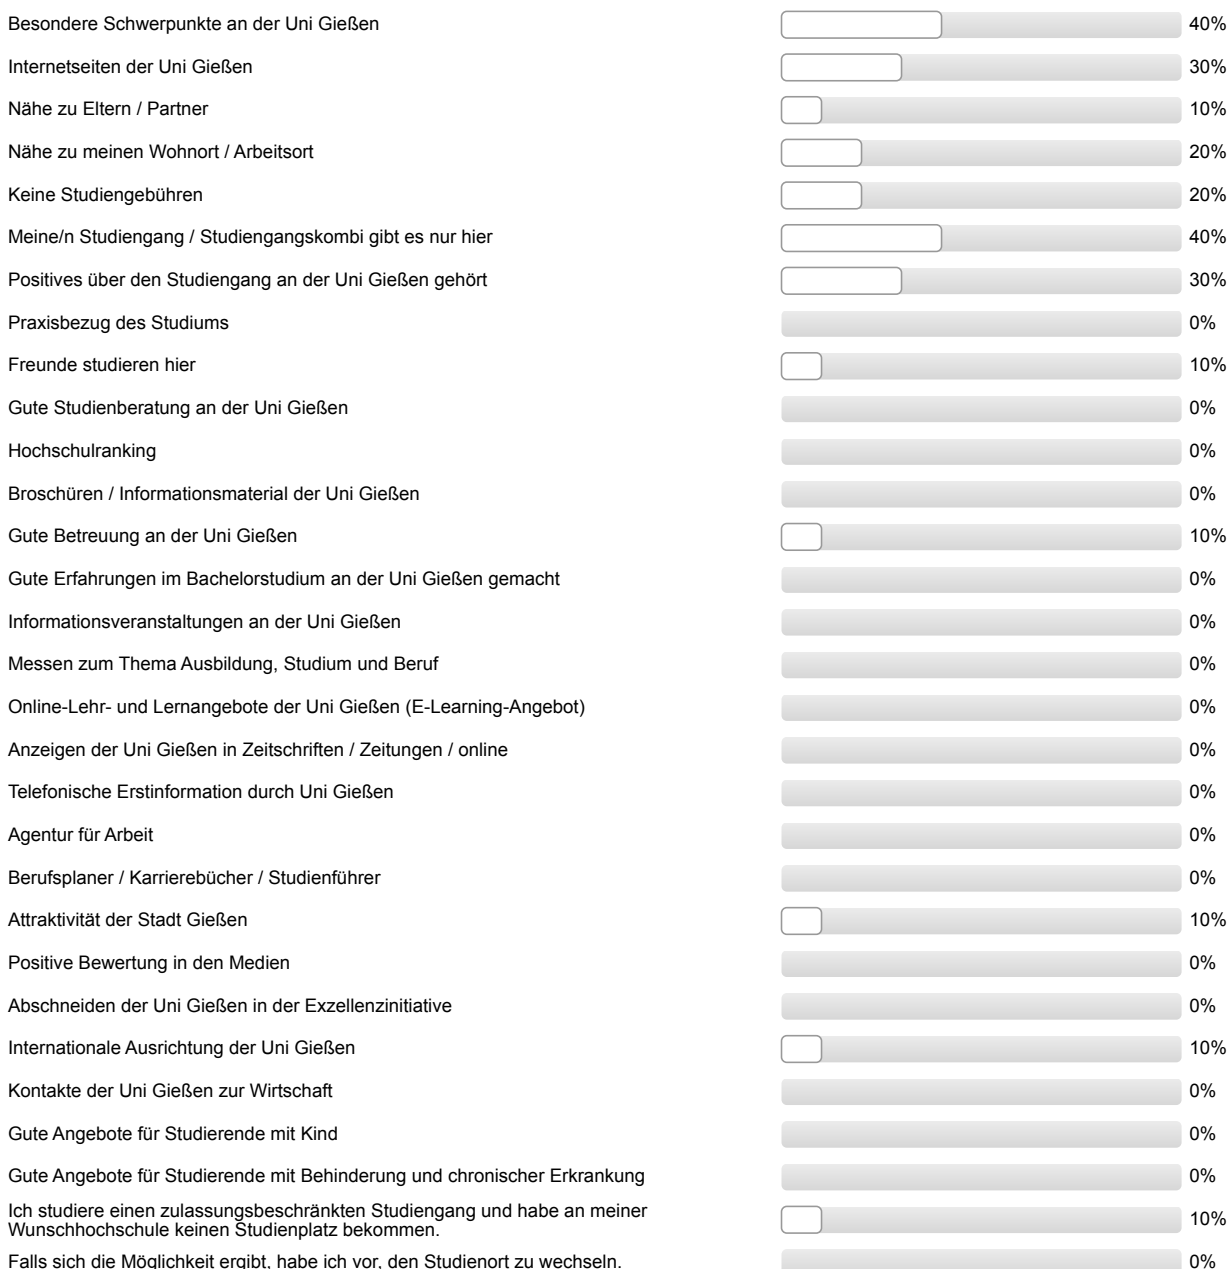 Besondere Schwerpunkte an der Uni Gießen 40%
Internetseiten der Uni Gießen 30%
Nähe zu Eltern / Partner 10%
Nähe zu meinen Wohnort / Arbeitsort 20%
Keine Studiengebühren 20%
Meine/n Studiengang / Studiengangskombi gibt es nur hier 40%
Positives über den Studiengang an der Uni Gießen gehört 30%
Praxisbezug des Studiums 0%
Freunde studieren hier 10%
Gute Studienberatung an der Uni Gießen 0%
Hochschulranking 0%
Broschüren / Informationsmaterial der Uni Gießen 0%
Gute Betreuung an der Uni Gießen 10%
Gute Erfahrungen im Bachelorstudium an der Uni Gießen gemacht 0%
Informationsveranstaltungen an der Uni Gießen 0%
Messen zum Thema Ausbildung, Studium und Beruf 0%
Online-Lehr- und Lernangebote der Uni Gießen (E-Learning-Angebot) 0%
Anzeigen der Uni Gießen in Zeitschriften / Zeitungen / online 0%
Telefonische Erstinformation durch Uni Gießen 0%
Agentur für Arbeit 0%
Berufsplaner / Karrierebücher / Studienführer 0%
Attraktivität der Stadt Gießen 10%
Positive Bewertung in den Medien 0%
Abschneiden der Uni Gießen in der Exzellenzinitiative 0%
Internationale Ausrichtung der Uni Gießen 10%
Kontakte der Uni Gießen zur Wirtschaft 0%
Gute Angebote für Studierende mit Kind 0%
Gute Angebote für Studierende mit Behinderung und chronischer Erkrankung 0%
Ich studiere einen zulassungsbeschränkten Studiengang und habe an meiner
Wunschhochschule keinen Studienplatz bekommen. 10%
Falls sich die Möglichkeit ergibt, habe ich vor, den Studienort zu wechseln. 0%